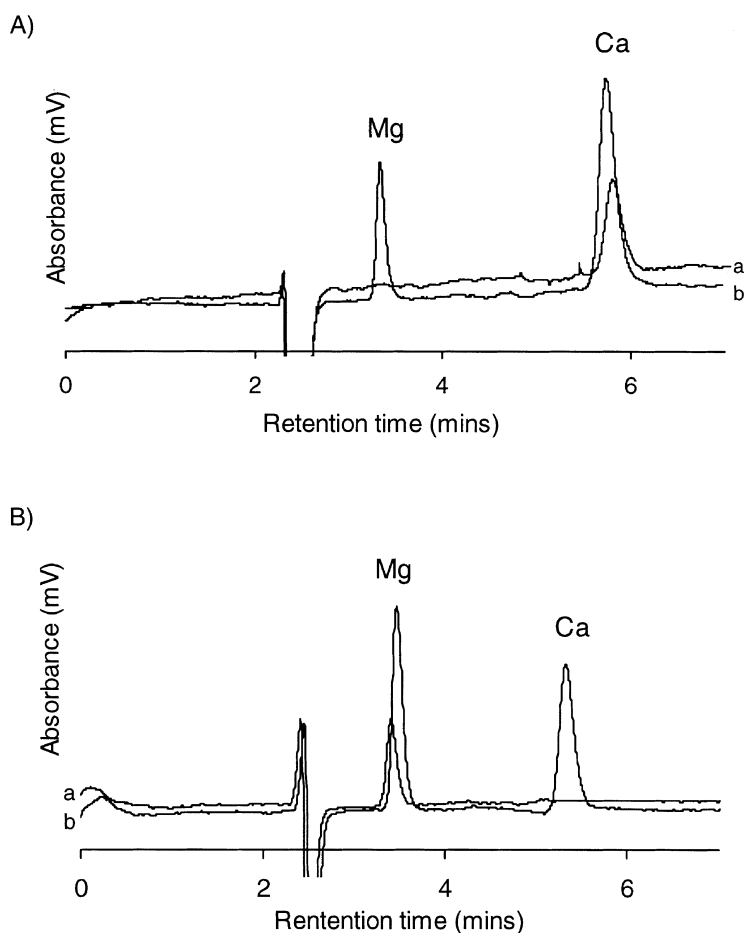 A)
Ca
Mg
Absorbance (mV)
a
b
0 2 4 6
Retention time (mins)
B)
Mg
Ca
Absorbance (mV)
a
b
0 2 4 6
Rentention time (mins)